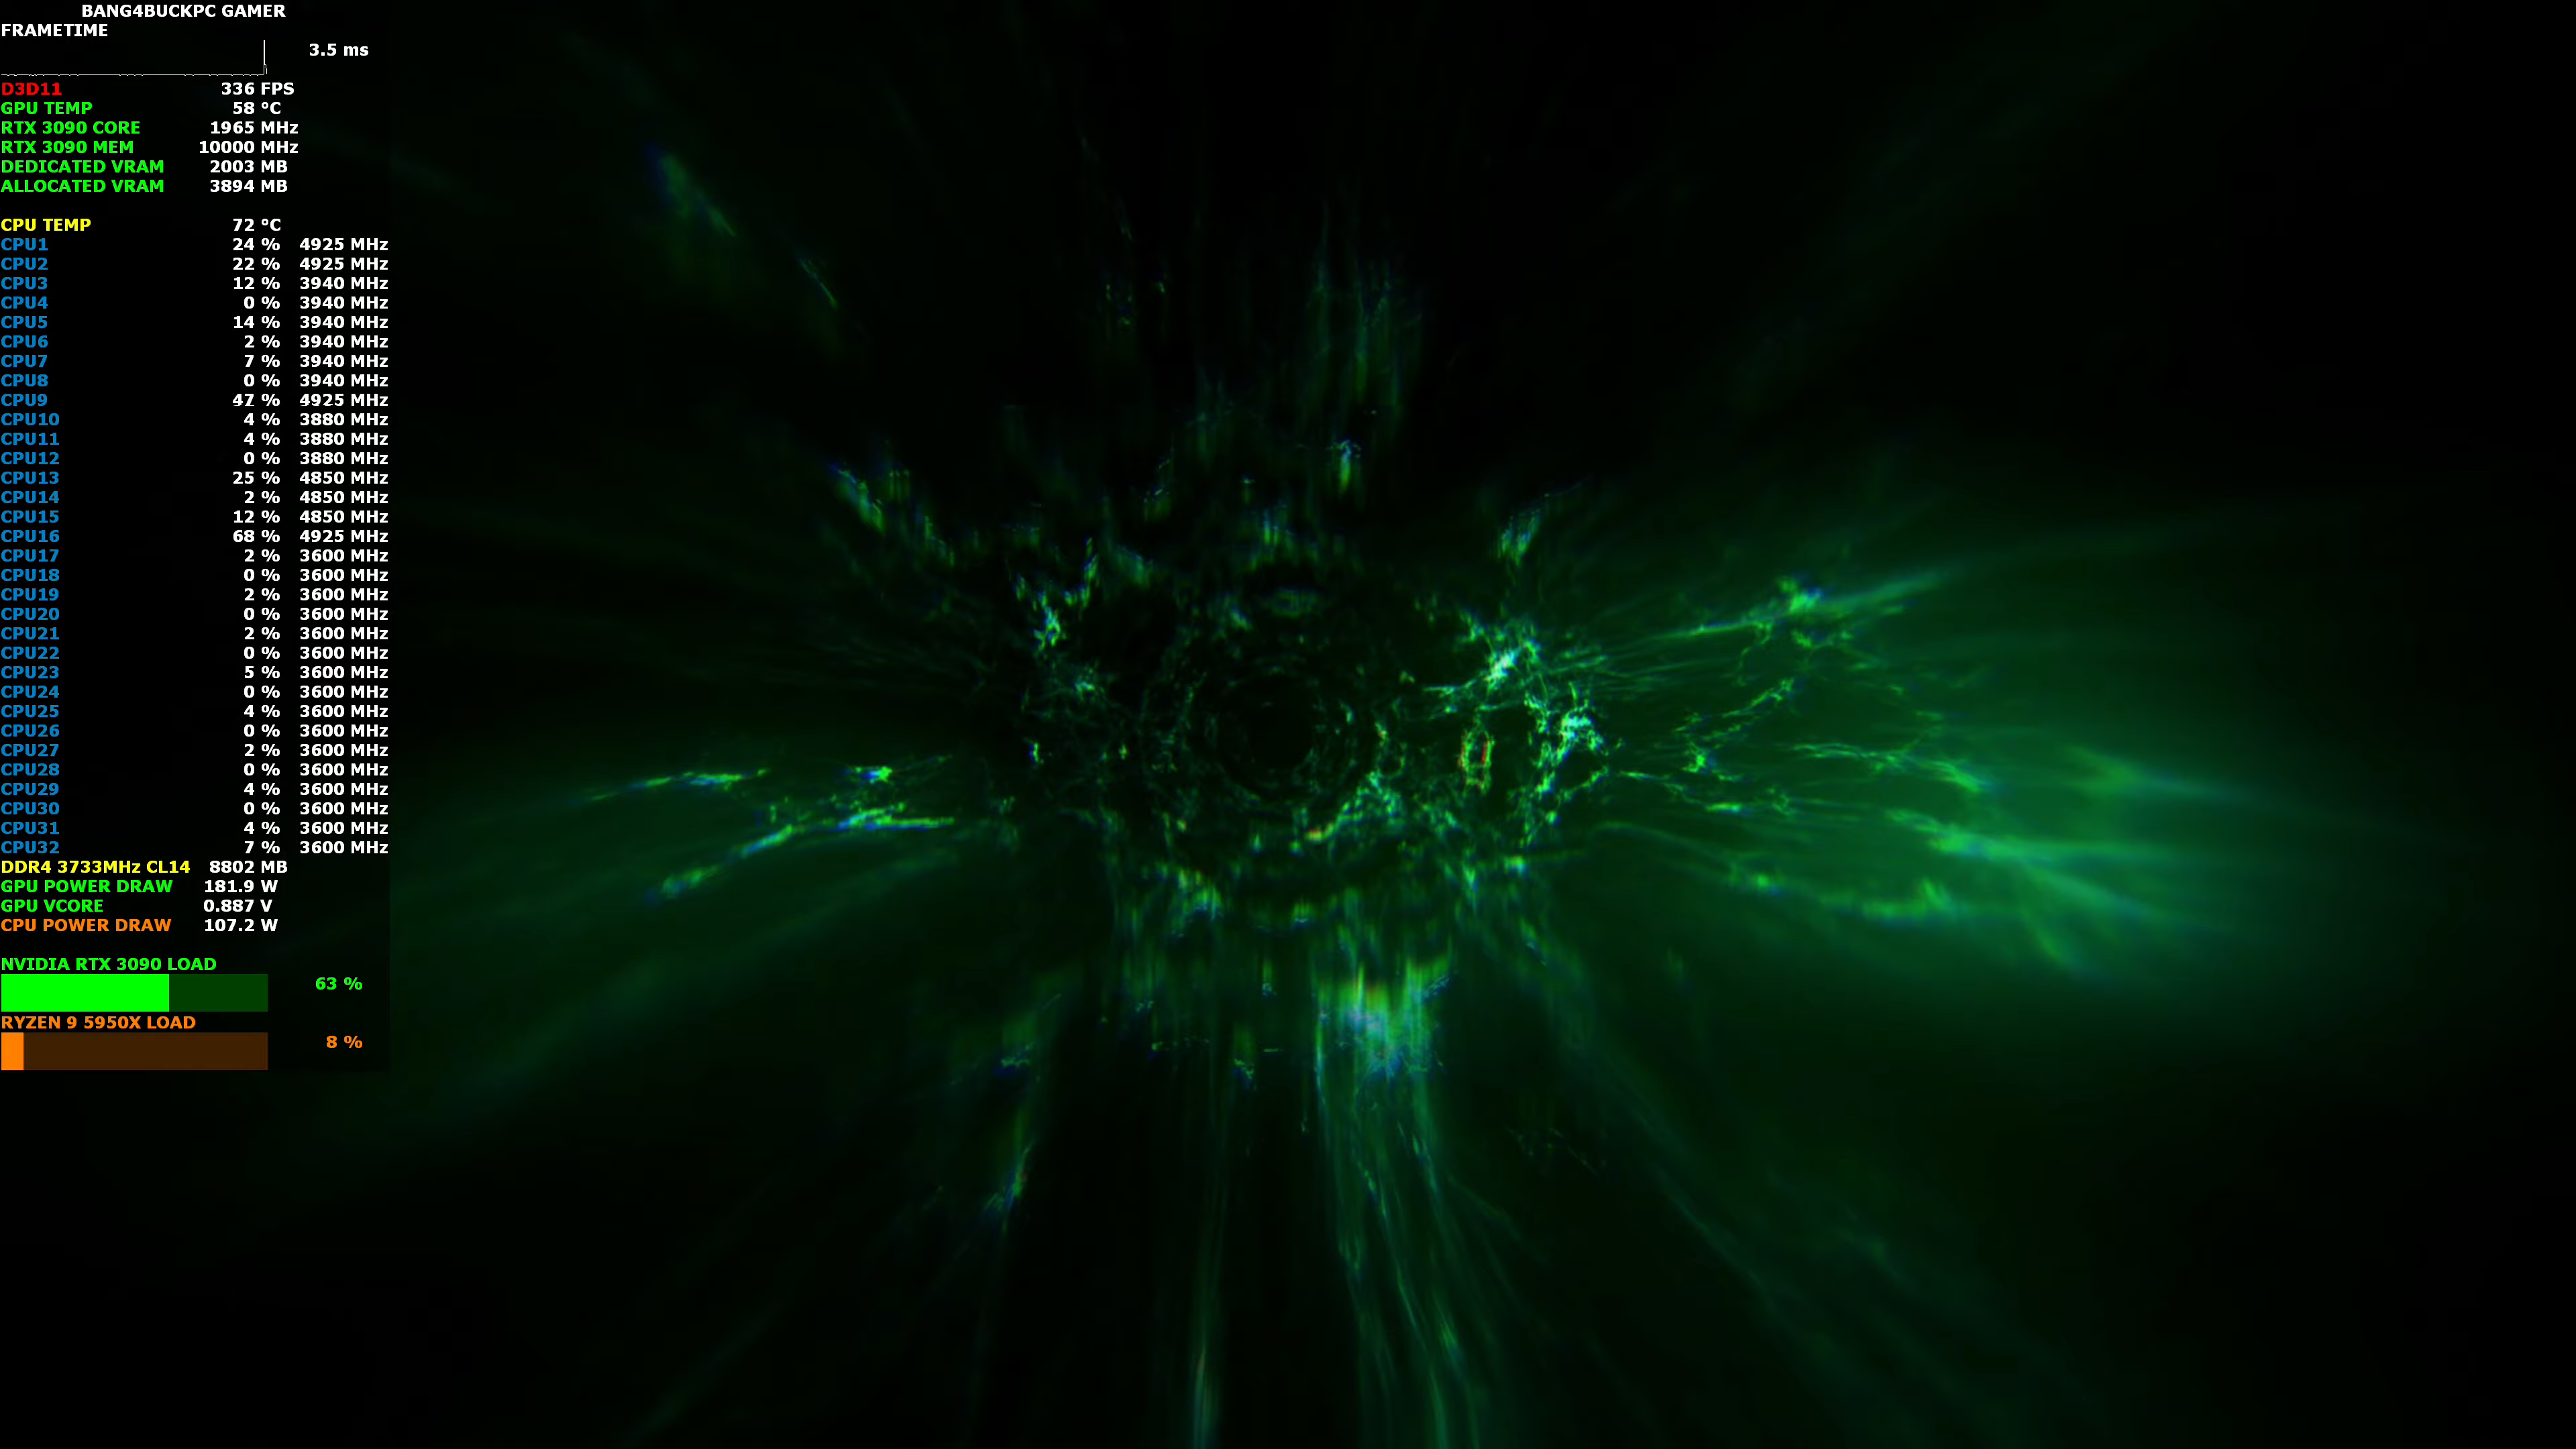 BANG4BUCKPC GAMER
FRAMETIME
3.5 ms
D3D11 336 FPS
GPU TEMP 58 °C
RTX 3090 CORE 1965 MHz
RTX 3090 MEM 10000 MHz
DEDICATED VRAM 2003 MB
ALLOCATED VRAM 3894 MB
CPU TEMP 72 °C
CPU1 24 % 4925 MHz
CPU2 22 % 4925 MHz
CPU3 12 % 3940 MHz
CPU4 0 % 3940 MHz
CPU5 14 % 3940 MHz
CPU6 2 % 3940 MHz
CPU7 7 % 3940 MHz
CPU8 0 % 3940 MHz
CPU9 47 % 4925 MHz
CPU10 4 % 3880 MHz
CPU11 4 % 3880 MHz
CPU12 0 % 3880 MHz
CPU13 25 % 4850 MHz
CPU14 2 % 4850 MHz
CPU15 12 % 4850 MHz
CPU16 68 % 4925 MHz
CPU17 2 % 3600 MHz
CPU18 0 % 3600 MHz
CPU19 2 % 3600 MHz
CPU20 0 % 3600 MHz
CPU21 2 % 3600 MHz
CPU22 0 % 3600 MHz
CPU23 5 % 3600 MHz
CPU24 0 % 3600 MHz
CPU25 4 % 3600 MHz
CPU26 0 % 3600 MHz
CPU27 2 % 3600 MHz
CPU28 0 % 3600 MHz
CPU29 4 % 3600 MHz
CPU30 0 % 3600 MHz
CPU31 4 % 3600 MHz
CPU32 7 % 3600 MHz
DDR4 3733MHz CL14 8802 MB
GPU POWER DRAW 181.9 W
GPU VCORE 0.887 V
CPU POWER DRAW 107.2 W
NVIDIA RTX 3090 LOAD
63 %
RYZEN 9 5950X LOAD
8 %